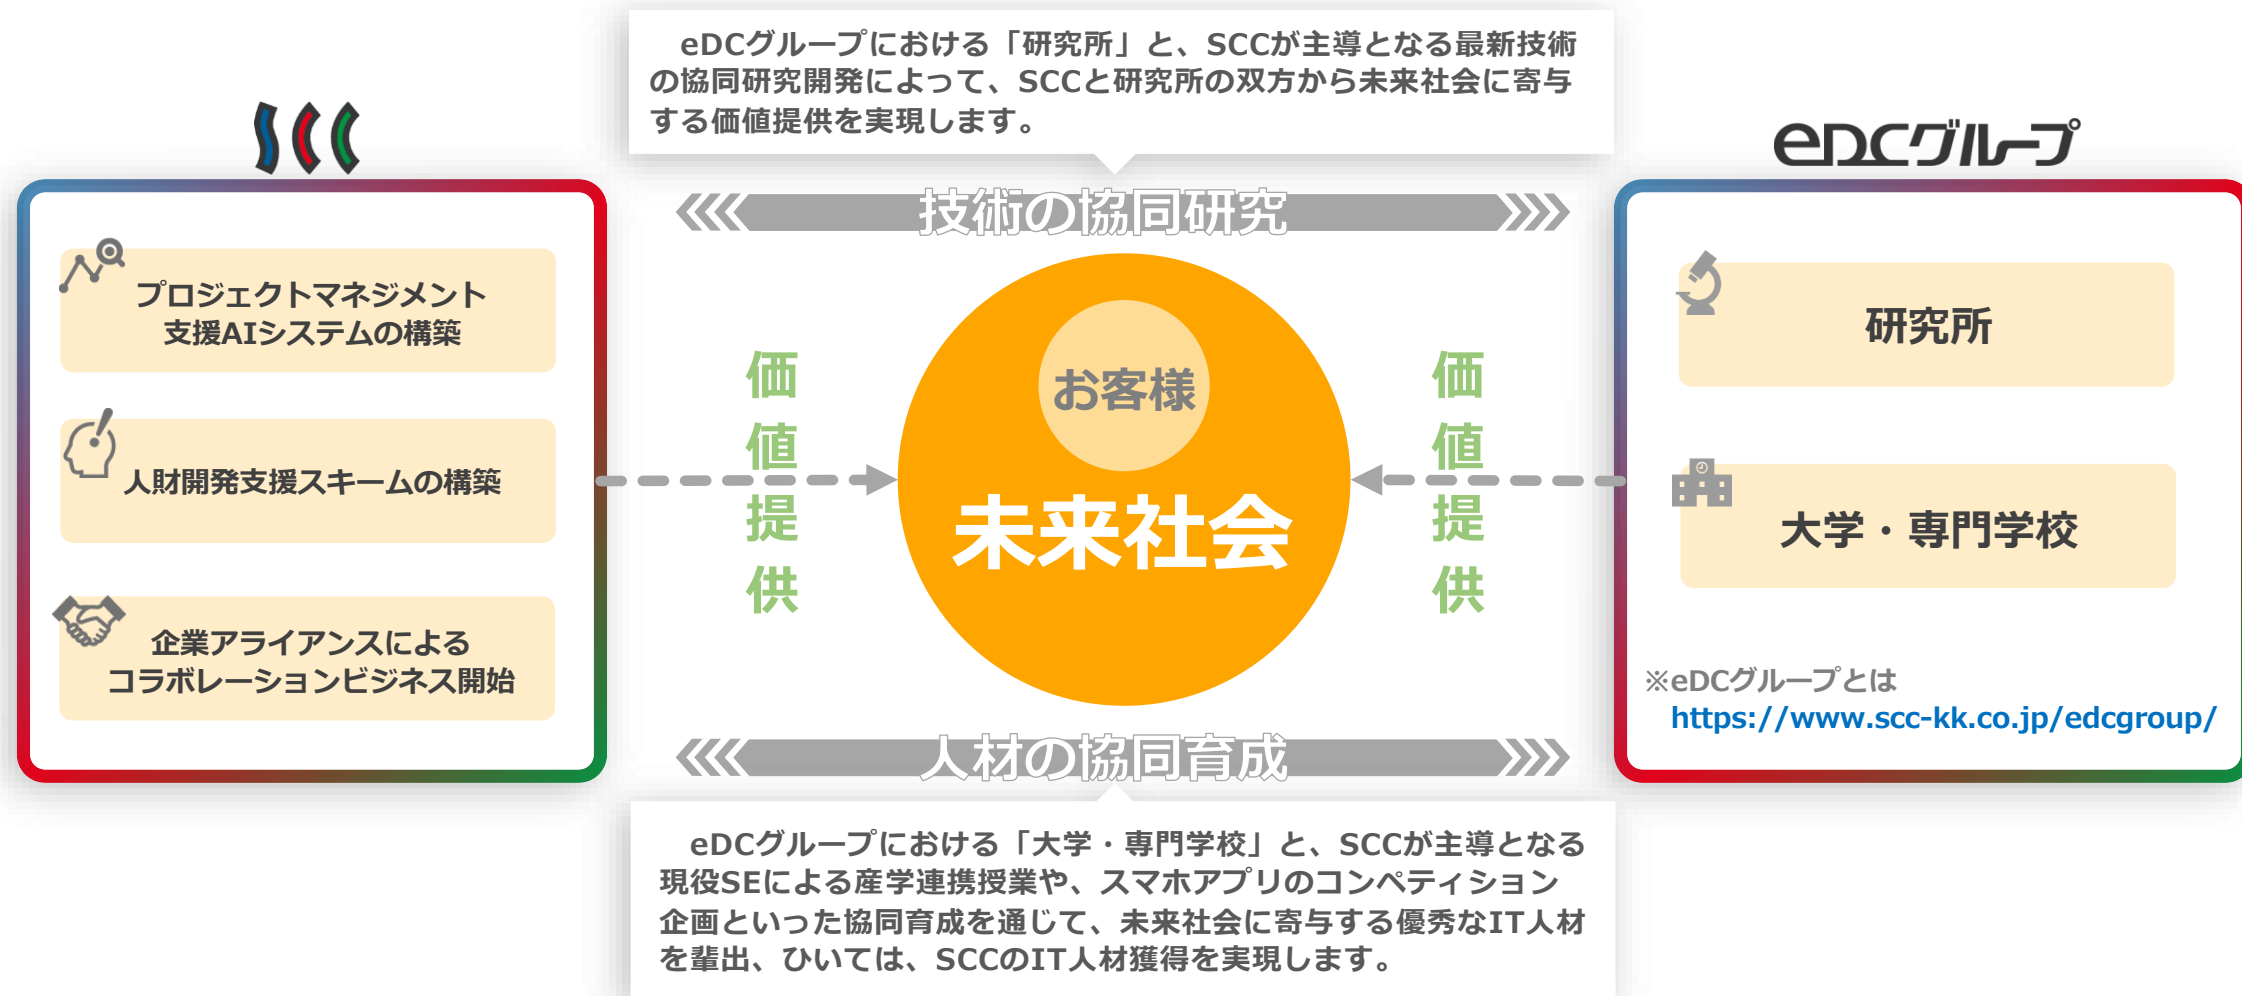 eDCグループにおける「研究所」と、SCCが主導となる最新技術
の協同研究開発によって、SCCと研究所の双方から未来社会に寄与
する価値提供を実現します。
SCC
eDCグループ
技術の協同研究
プロジェクトマネジメント
支援AIシステムの構築
人財開発支援スキームの構築
企業アライアンスによる
コラボレーションビジネス開始
価値提供
お客様
未来社会
価値提供
研究所
大学・専門学校
※eDCグループとは
https://www.scc-kk.co.jp/edcgroup/
人材の協同育成
eDCグループにおける「大学・専門学校」と、SCCが主導となる
現役SEによる産学連携授業や、スマホアプリのコンペティション
企画といった協同育成を通じて、未来社会に寄与する優秀なIT人材
を輩出、ひいては、SCCのIT人材獲得を実現します。